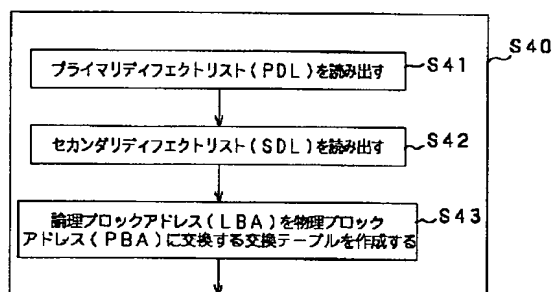 プライマリディフェクトリスト(PDL)を読み出す
S41
S40
セカンダリディフェクトリスト(SDL)を読み出す
S42
論理ブロックアドレス(LBA)を物理ブロック
アドレス(PBA)に交換する交換テーブルを作成する
S43